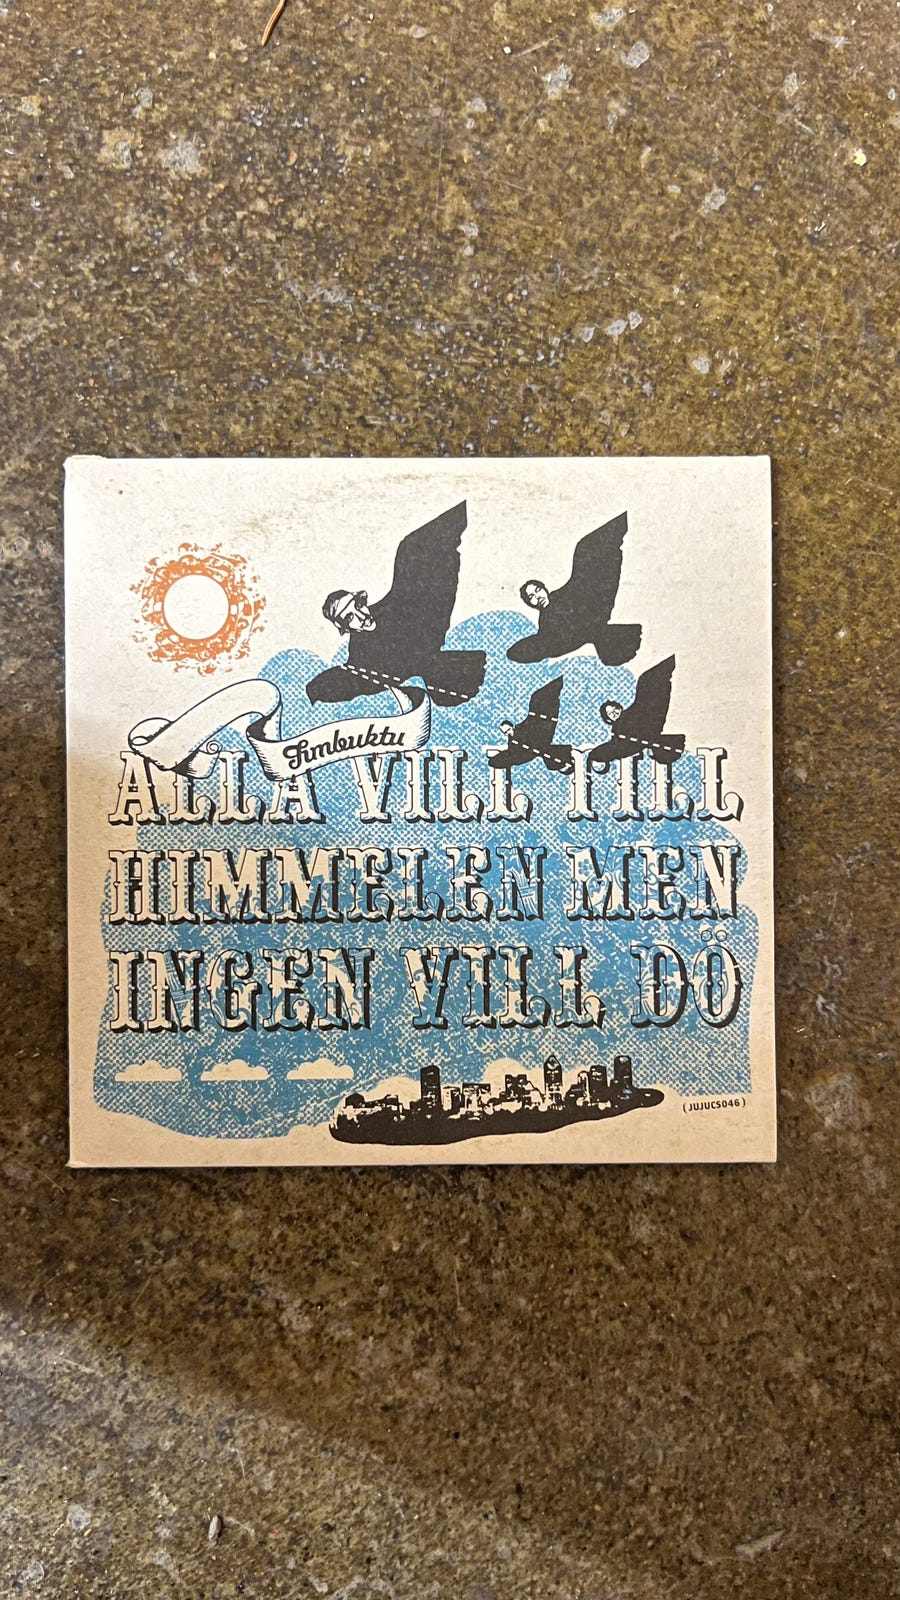 Timbuktu
ALLA VILL TILL
HIMMELEN MEN
INGEN VILL DÖ
(JUJUCS046)